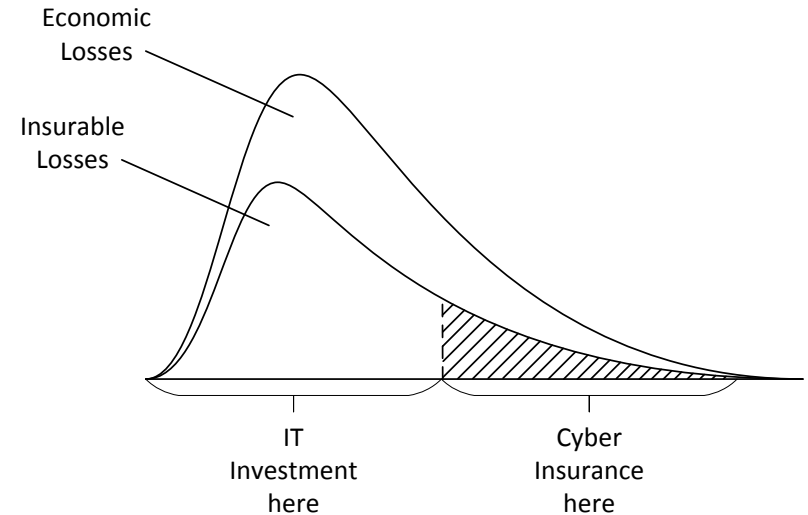 Economic
Losses
Insurable
Losses
IT
Investment
here
Cyber
Insurance
here